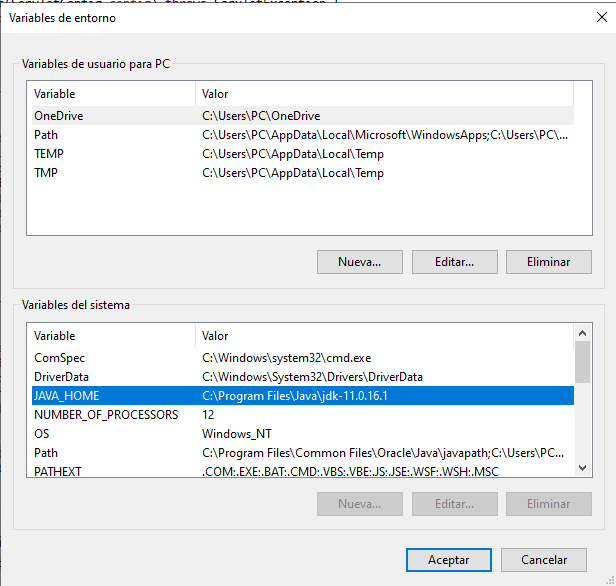 Variables de entorno
Variables de usuario para PC
Variable Valor
OneDrive C:\Users\PC\OneDrive
Path C:\Users\PC\AppData\Local\Microsoft\WindowsApps;C:\Users\PC\...
TEMP C:\Users\PC\AppData\Local\Temp
TMP C:\Users\PC\AppData\Local\Temp
Nueva... Editar... Eliminar
Variables del sistema
Variable Valor
ComSpec C:\Windows\system32\cmd.exe
DriverData C:\Windows\System32\Drivers\DriverData
JAVA_HOME C:\Program Files\Java\jdk-11.0.16.1
NUMBER_OF_PROCESSORS 12
OS Windows_NT
Path C:\Program Files\Common Files\Oracle\Java\javapath;C:\Users\PC...
PATHEXT .COM;.EXE;.BAT;.CMD;.VBS;.VBE;.JS;.JSE;.WSF;.WSH;.MSC
Nueva... Editar... Eliminar
Aceptar Cancelar